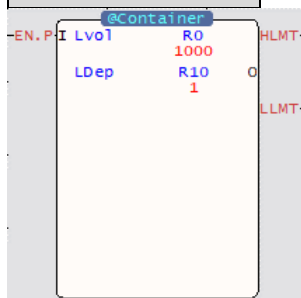 @Container
EN.P I Lvol R0 HLMT
1000
LDep R10 O
1
LLMT